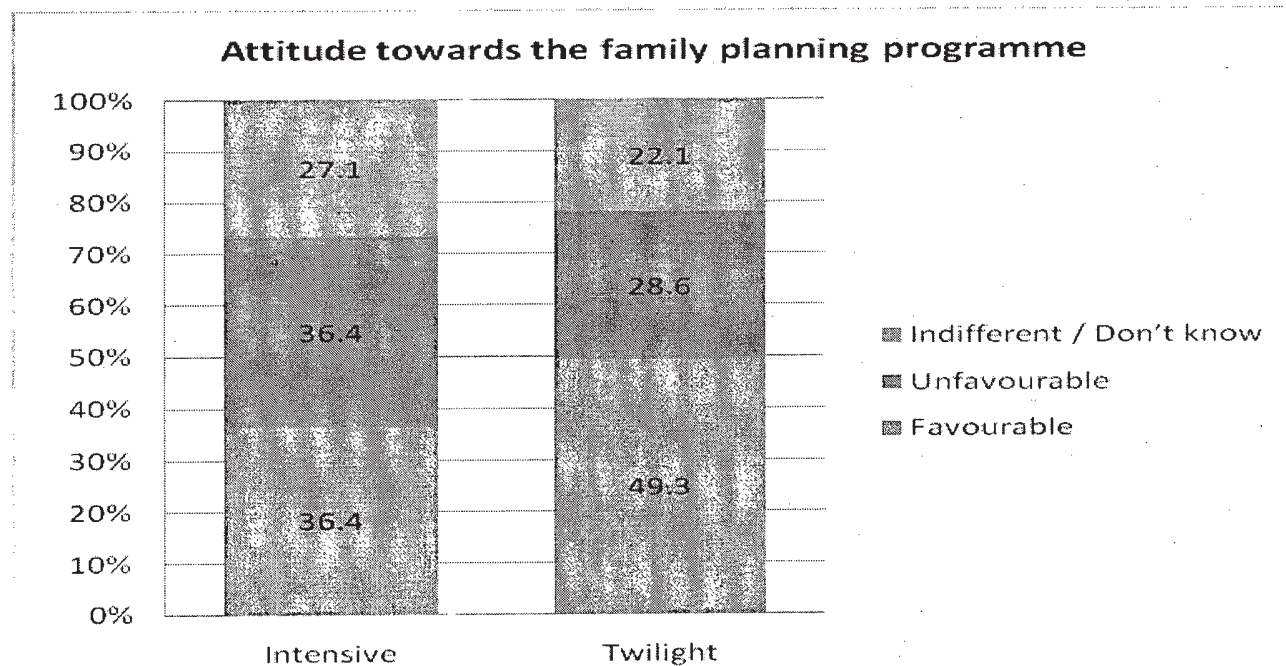 Attitude towards the family planning programme
100%
90%
80%
70%
60%
50%
40%
30%
20%
10%
0%
27.1
36.4
36.4
22.1
28.6
49.3
Intensive
Twilight
Indifferent / Don't know
Unfavourable
Favourable